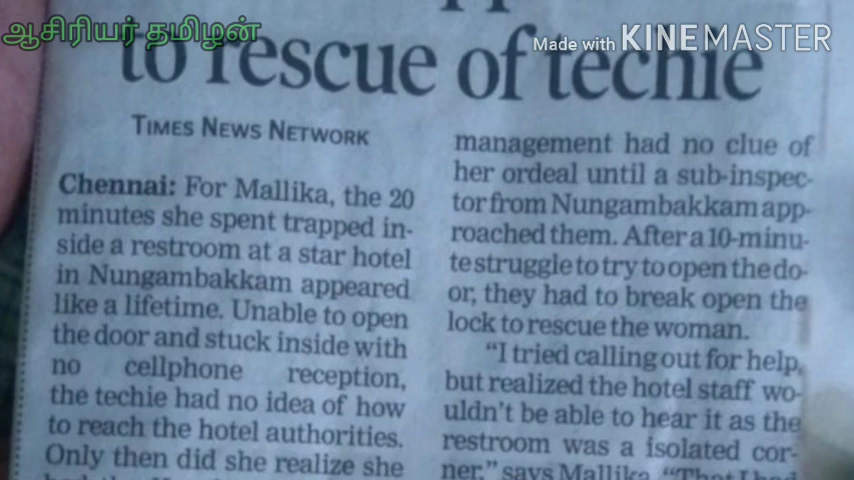 ஆசிரியர் தமிழன்
Made with KINEMASTER
to rescue of techie
TIMES NEWS NETWORK
Chennai: For Mallika, the 20
minutes she spent trapped in-
side a restroom at a star hotel
in Nungambakkam appeared
like a lifetime. Unable to open
the door and stuck inside with
no cellphone reception,
the techie had no idea of how
to reach the hotel authorities.
Only then did she realize she
management had no clue of
her ordeal until a sub-inspec-
tor from Nungambakkam app-
roached them. After a 10-minu-
te struggle to try to open the do-
or, they had to break open the
lock to rescue the woman.
“I tried calling out for help,
but realized the hotel staff wo-
uldn’t be able to hear it as the
restroom was a isolated cor-
ner,” says Mallika. “That I had